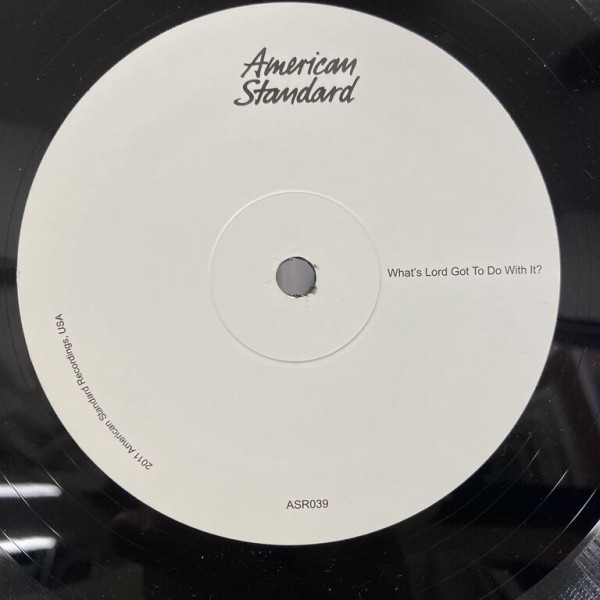 American
Standard
What's Lord Got To Do With It?
2011 American Standard Recordings, USA
ASR039